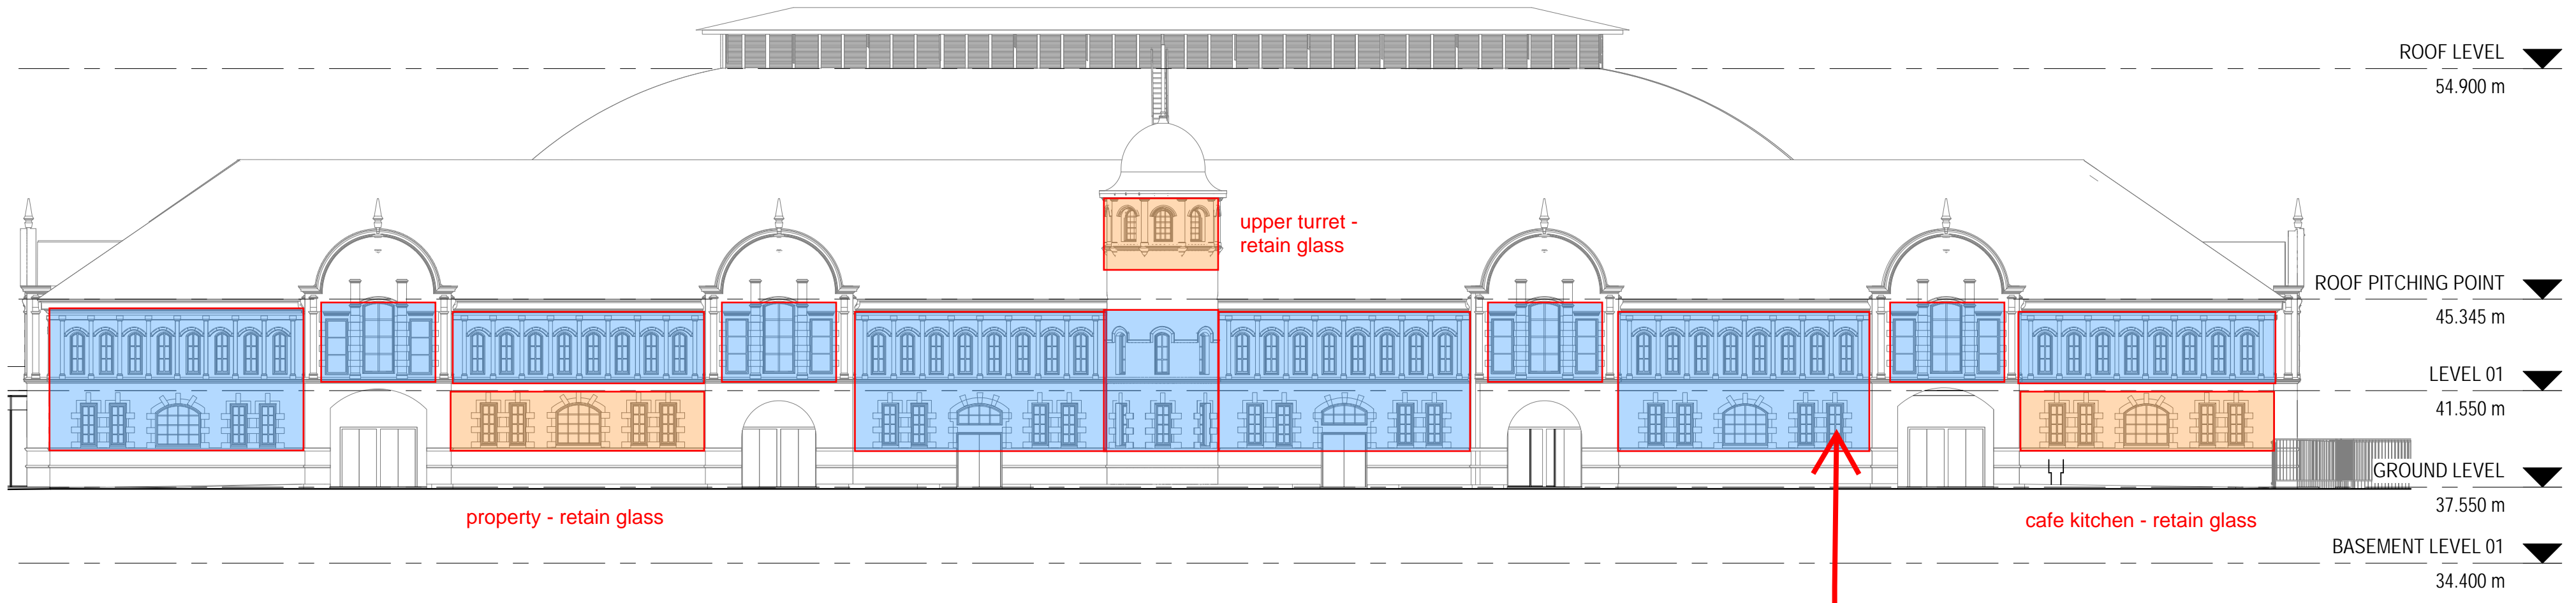 ROOF LEVEL
54.900 m
upper turret -
retain glass
ROOF PITCHING POINT
45.345 m
LEVEL 01
41.550 m
GROUND LEVEL
37.550 m
property - retain glass
cafe kitchen - retain glass
BASEMENT LEVEL 01
34.400 m